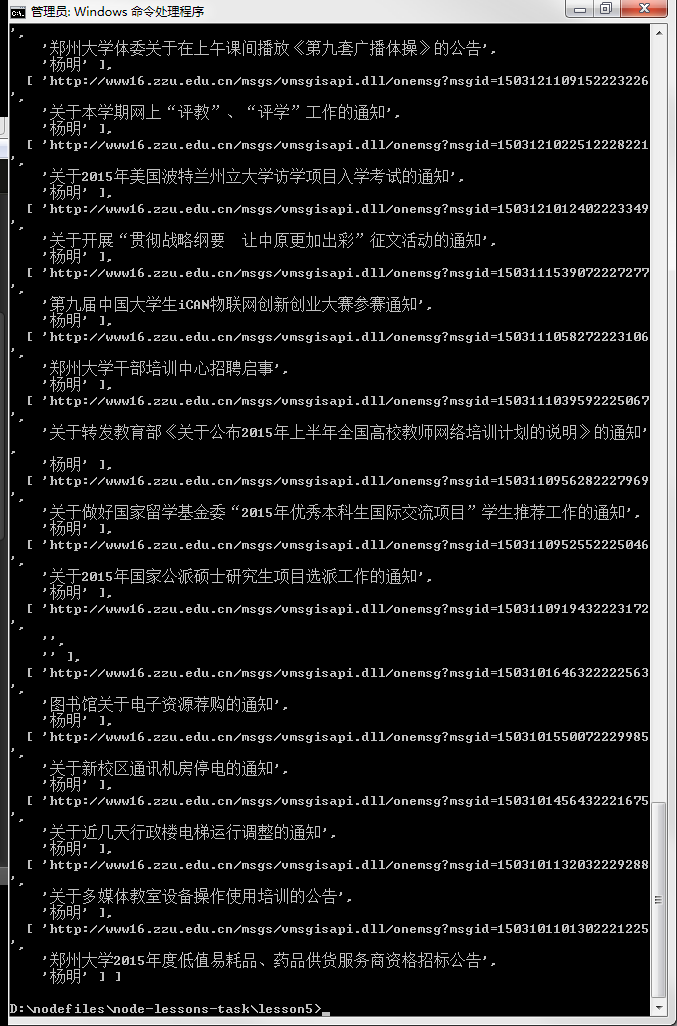 管理员: Windows 命令处理程序
',
'郑州大学体委关于在上午课间播放《第九套广播体操》的公告',
'杨明' ],
[ 'http://www16.zzu.edu.cn/msgs/vmsgisapi.dll/onemsg?msgid=1503121109152223226
',
'关于本学期网上“评教”、“评学”工作的通知',
'杨明' ],
[ 'http://www16.zzu.edu.cn/msgs/vmsgisapi.dll/onemsg?msgid=1503121022512228221
',
'关于2015年美国波特兰州立大学访学项目入学考试的通知',
'杨明' ],
[ 'http://www16.zzu.edu.cn/msgs/vmsgisapi.dll/onemsg?msgid=1503121012402223349
',
'关于开展“贯彻战略纲要　让中原更加出彩”征文活动的通知',
'杨明' ],
[ 'http://www16.zzu.edu.cn/msgs/vmsgisapi.dll/onemsg?msgid=1503111539072227277
',
'第九届中国大学生iCAN物联网创新创业大赛参赛通知',
'杨明' ],
[ 'http://www16.zzu.edu.cn/msgs/vmsgisapi.dll/onemsg?msgid=1503111058272223106
',
'郑州大学干部培训中心招聘启事',
'杨明' ],
[ 'http://www16.zzu.edu.cn/msgs/vmsgisapi.dll/onemsg?msgid=1503111039592225067
',
'关于转发教育部《关于公布2015年上半年全国高校教师网络培训计划的说明》的通知'
,
'杨明' ],
[ 'http://www16.zzu.edu.cn/msgs/vmsgisapi.dll/onemsg?msgid=1503110956282227969
',
'关于做好国家留学基金委“2015年优秀本科生国际交流项目”学生推荐工作的通知',
'杨明' ],
[ 'http://www16.zzu.edu.cn/msgs/vmsgisapi.dll/onemsg?msgid=1503110952552225046
',
'关于2015年国家公派硕士研究生项目选派工作的通知',
'杨明' ],
[ 'http://www16.zzu.edu.cn/msgs/vmsgisapi.dll/onemsg?msgid=1503110919432223172
',
'',
'' ],
[ 'http://www16.zzu.edu.cn/msgs/vmsgisapi.dll/onemsg?msgid=1503101646322222563
',
'图书馆关于电子资源荐购的通知',
'杨明' ],
[ 'http://www16.zzu.edu.cn/msgs/vmsgisapi.dll/onemsg?msgid=1503101550072229985
',
'关于新校区通讯机房停电的通知',
'杨明' ],
[ 'http://www16.zzu.edu.cn/msgs/vmsgisapi.dll/onemsg?msgid=1503101456432221675
',
'关于近几天行政楼电梯运行调整的通知',
'杨明' ],
[ 'http://www16.zzu.edu.cn/msgs/vmsgisapi.dll/onemsg?msgid=1503101132032229288
',
'关于多媒体教室设备操作使用培训的公告',
'杨明' ],
[ 'http://www16.zzu.edu.cn/msgs/vmsgisapi.dll/onemsg?msgid=1503101101302221225
',
'郑州大学2015年度低值易耗品、药品供货服务商资格招标公告',
'杨明' ] ]
D:\nodefiles\node-lessons-task\lesson5>